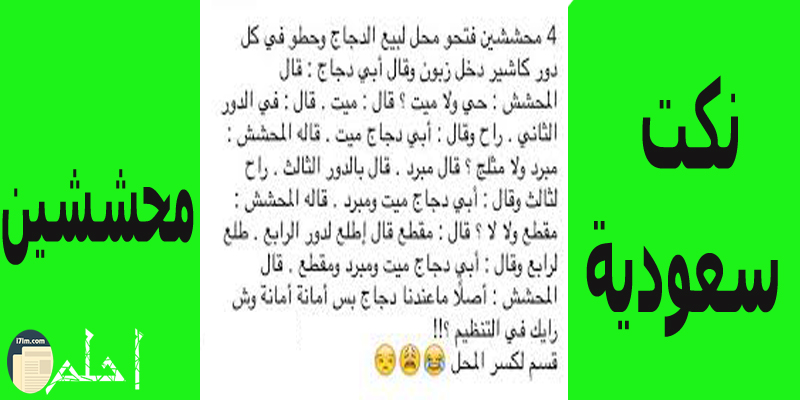 نكت
سعودية
4 محششين فتحو محل لبيع الدجاج وحطو في كل
دور كاشير دخل زبون وقال أبي دجاج : قال
المحشش : حي ولا ميت ؟ قال : ميت . قال : في الدور
الثاني . راح وقال : أبي دجاج ميت . قاله المحشش :
مبرد ولا مثلج ؟ قال مبرد . قال بالدور الثالث . راح
لثالث وقال : أبي دجاج ميت ومبرد . قاله المحشش :
مقطع ولا لا ؟ قال : مقطع قال إطلع لدور الرابع . طلع
لرابع وقال : أبي دجاج ميت ومبرد ومقطع . قال
المحشش : أصلًا ماعندنا دجاج بس أمانة أمانة وش
رايك في التنظيم ؟!!
قسم لكسر المحل 😂😩😒
محششين
i7lm.com
احلم